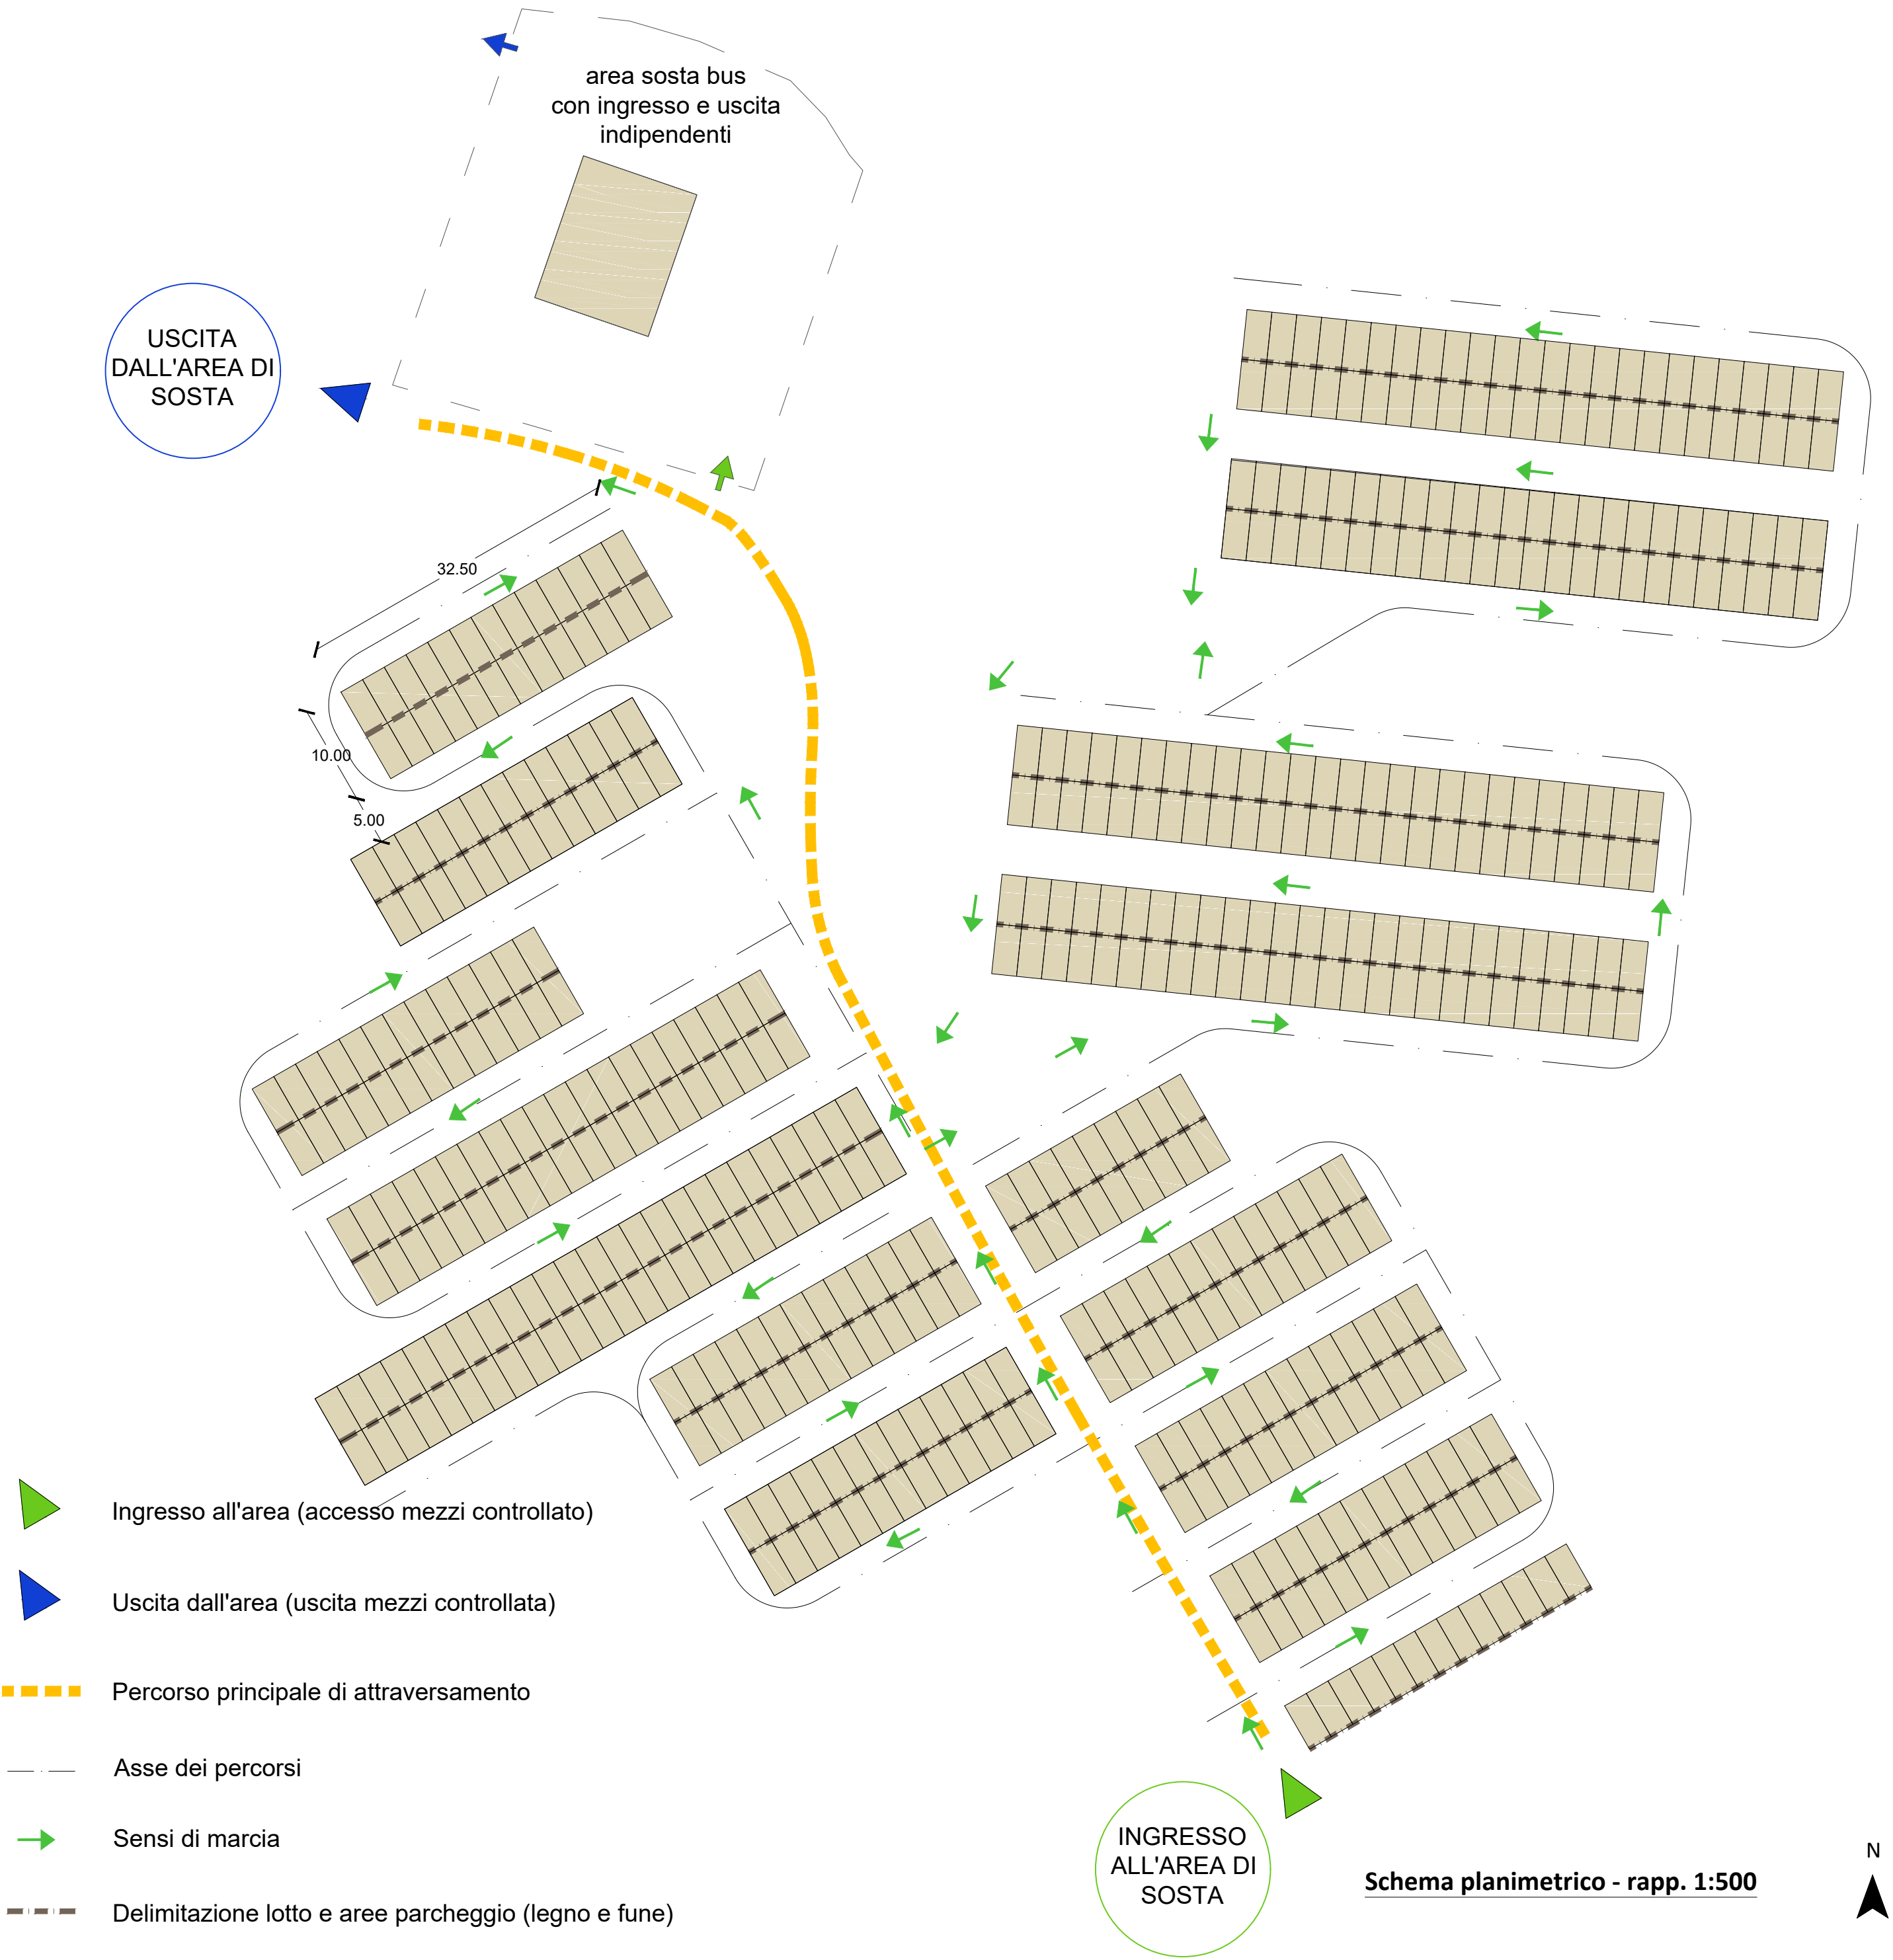 area sosta bus
con ingresso e uscita
indipendenti
USCITA
DALL'AREA DI
SOSTA
32.50
10.00
5.00
Ingresso all'area (accesso mezzi controllato)
Uscita dall'area (uscita mezzi controllata)
Percorso principale di attraversamento
Asse dei percorsi
Sensi di marcia
Delimitazione lotto e aree parcheggio (legno e fune)
INGRESSO
ALL'AREA DI
SOSTA
Schema planimetrico - rapp. 1:500
N